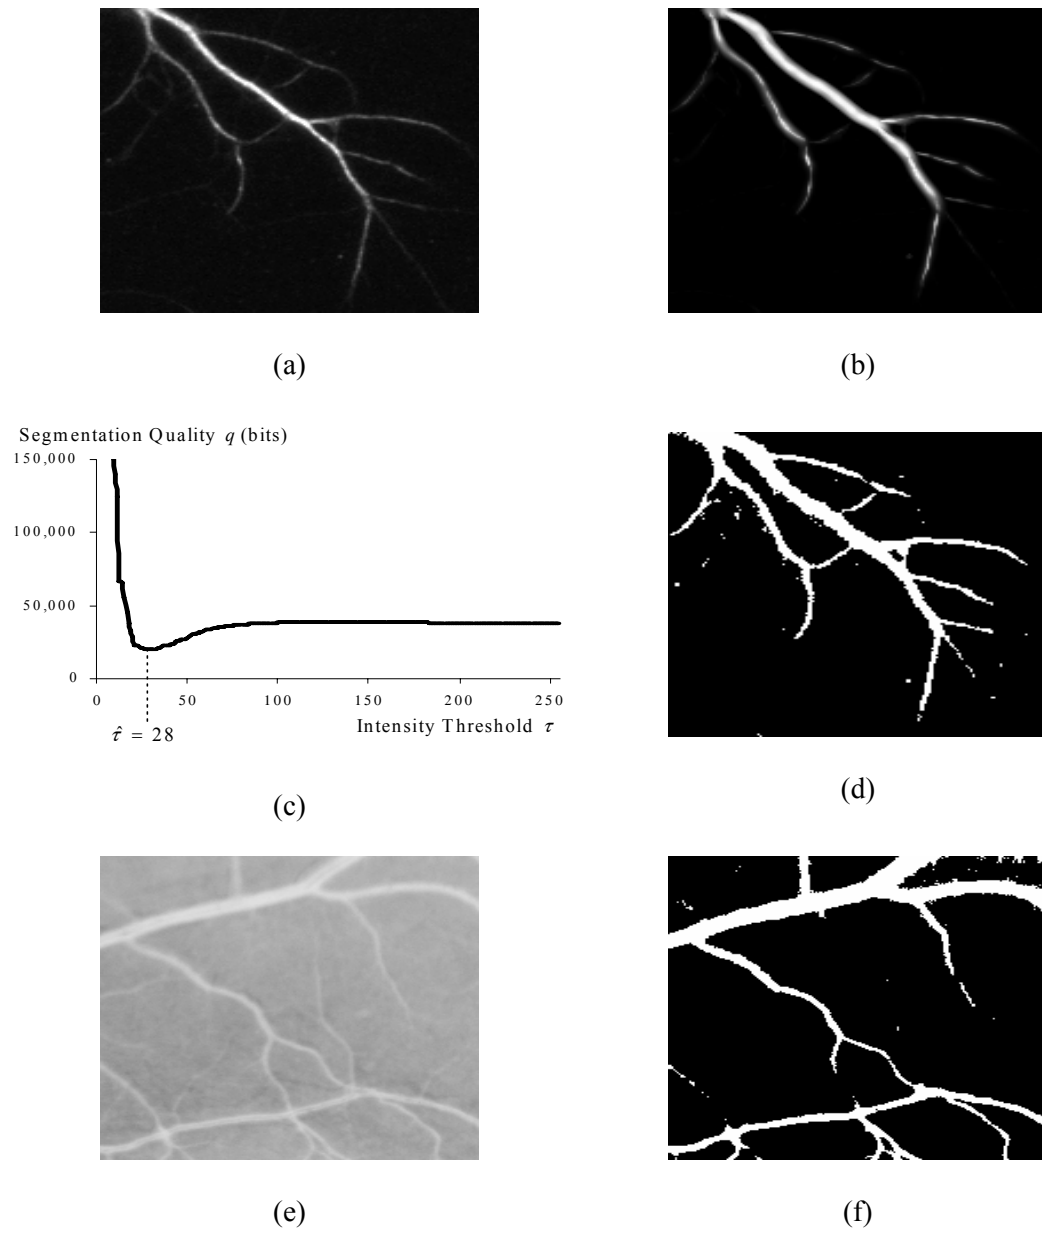 (a)
(b)
Segmentation Quality q (bits)
150,000
100,000
50,000
0
0 50 100 150 200 250
Intensity Threshold τ
τ̂ = 28
(c)
(d)
(e)
(f)